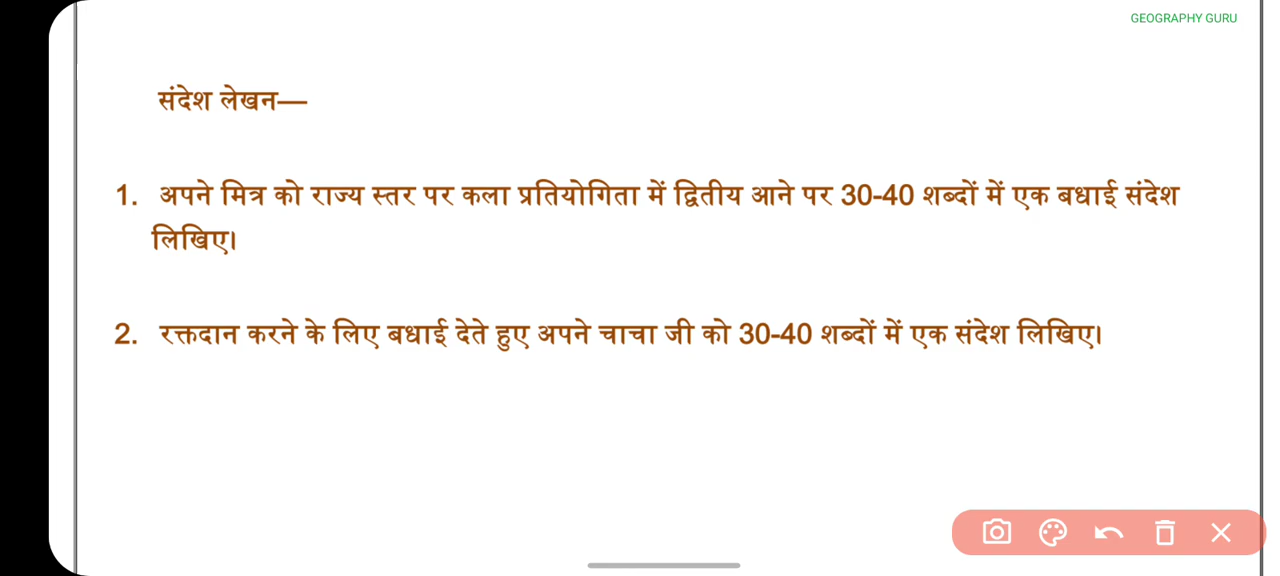 GEOGRAPHY GURU
संदेश लेखन—
1. अपने मित्र को राज्य स्तर पर कला प्रतियोगिता में द्वितीय आने पर 30-40 शब्दों में एक बधाई संदेश
लिखिए।
2. रक्तदान करने के लिए बधाई देते हुए अपने चाचा जी को 30-40 शब्दों में एक संदेश लिखिए।